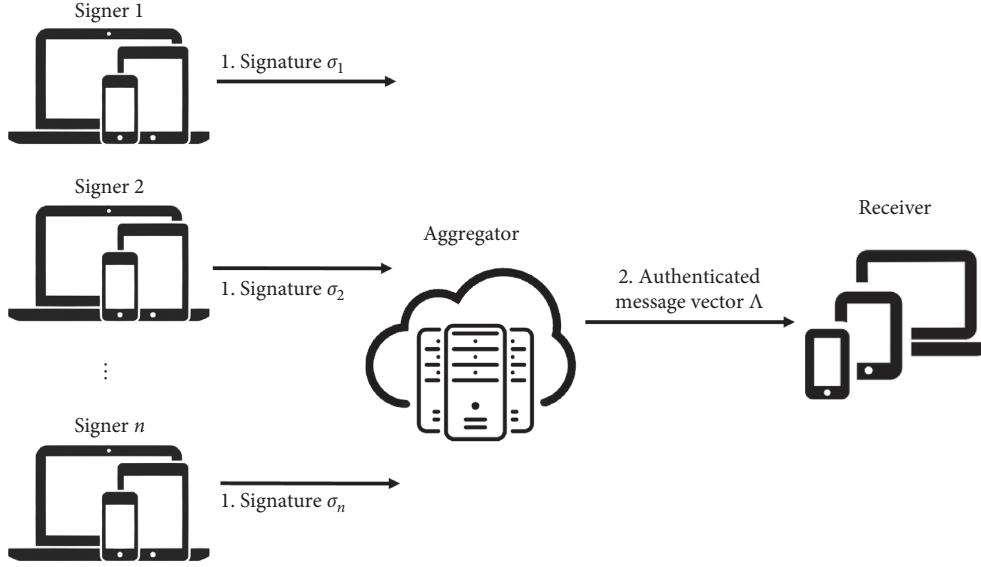 Signer 1
1. Signature σ1
Signer 2
1. Signature σ2
⋮
Signer n
1. Signature σn
Aggregator
2. Authenticated
message vector Λ
Receiver